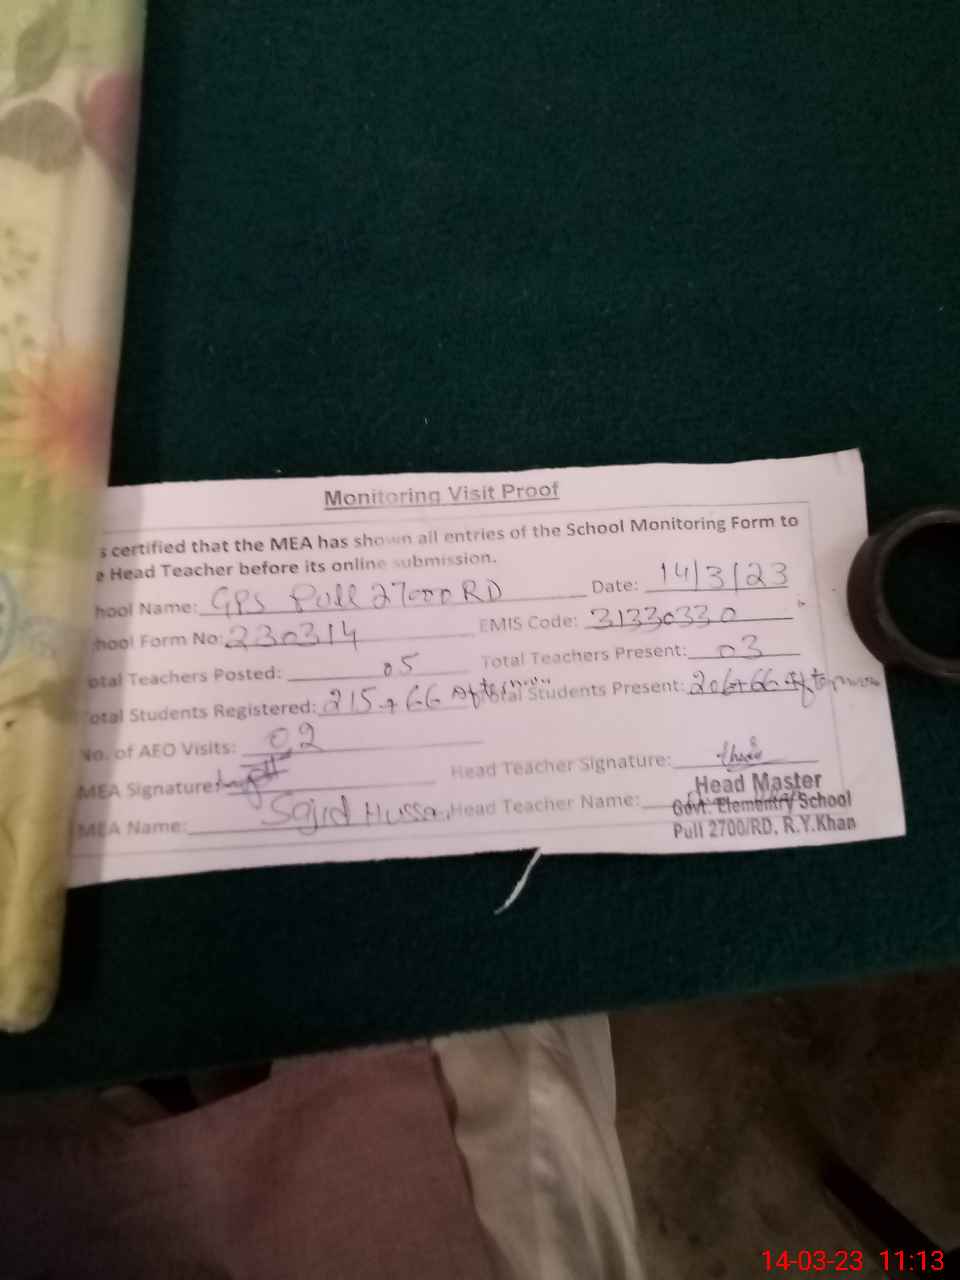 Monitoring Visit Proof
s certified that the MEA has shown all entries of the School Monitoring Form to
e Head Teacher before its online submission.
hool Name: GPS Pull 27000 RD Date: 14/3/23
hool Form No: 230314 EMIS Code: 31330330
otal Teachers Posted: 05 Total Teachers Present: 03
otal Students Registered: 215 + 66 Afternoon Total Students Present: 206+66 Afternoon
No. of AEO Visits: 02
MEA Signature: Head Teacher Signature:
MEA Name: Sajid Hussain Head Teacher Name:
Head Master
Govt. Elementry School
Pull 2700/RD. R.Y.Khan
14-03-23 11:13